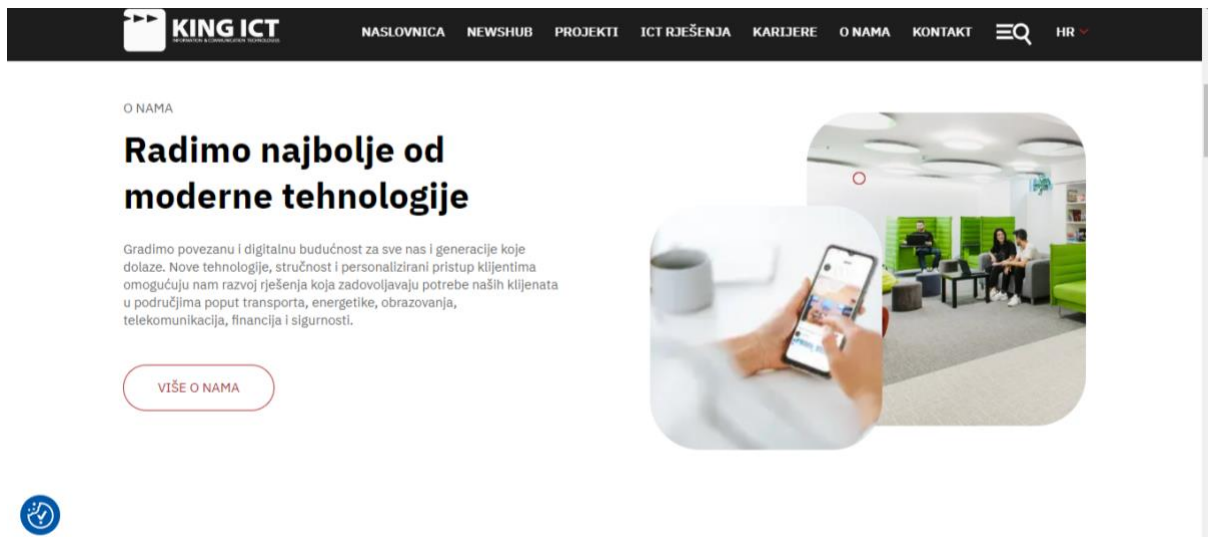 KING ICT
INFORMATION & COMMUNICATION TECHNOLOGIES
NASLOVNICA NEWSHUB PROJEKTI ICT RJEŠENJA KARIJERE O NAMA KONTAKT HR
O NAMA
Radimo najbolje od
moderne tehnologije
Gradimo povezanu i digitalnu budućnost za sve nas i generacije koje
dolaze. Nove tehnologije, stručnost i personalizirani pristup klijentima
omogućuju nam razvoj rješenja koja zadovoljavaju potrebe naših klijenata
u područjima poput transporta, energetike, obrazovanja,
telekomunikacija, financija i sigurnosti.
VIŠE O NAMA